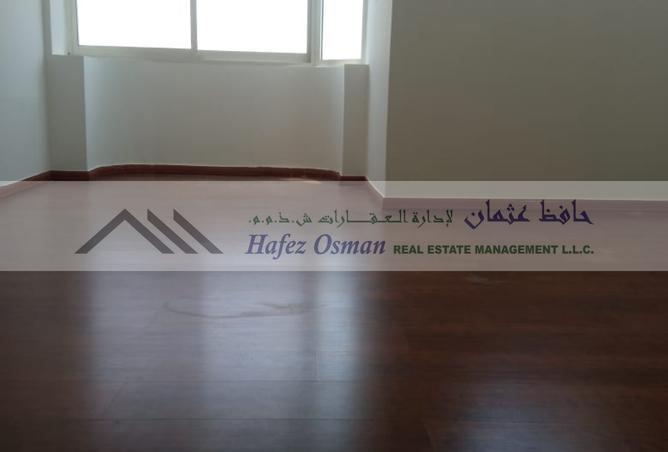 حافظ عثمان لإدارة العقارات ش.ذ.م.م.
Hafez Osman REAL ESTATE MANAGEMENT L.L.C.